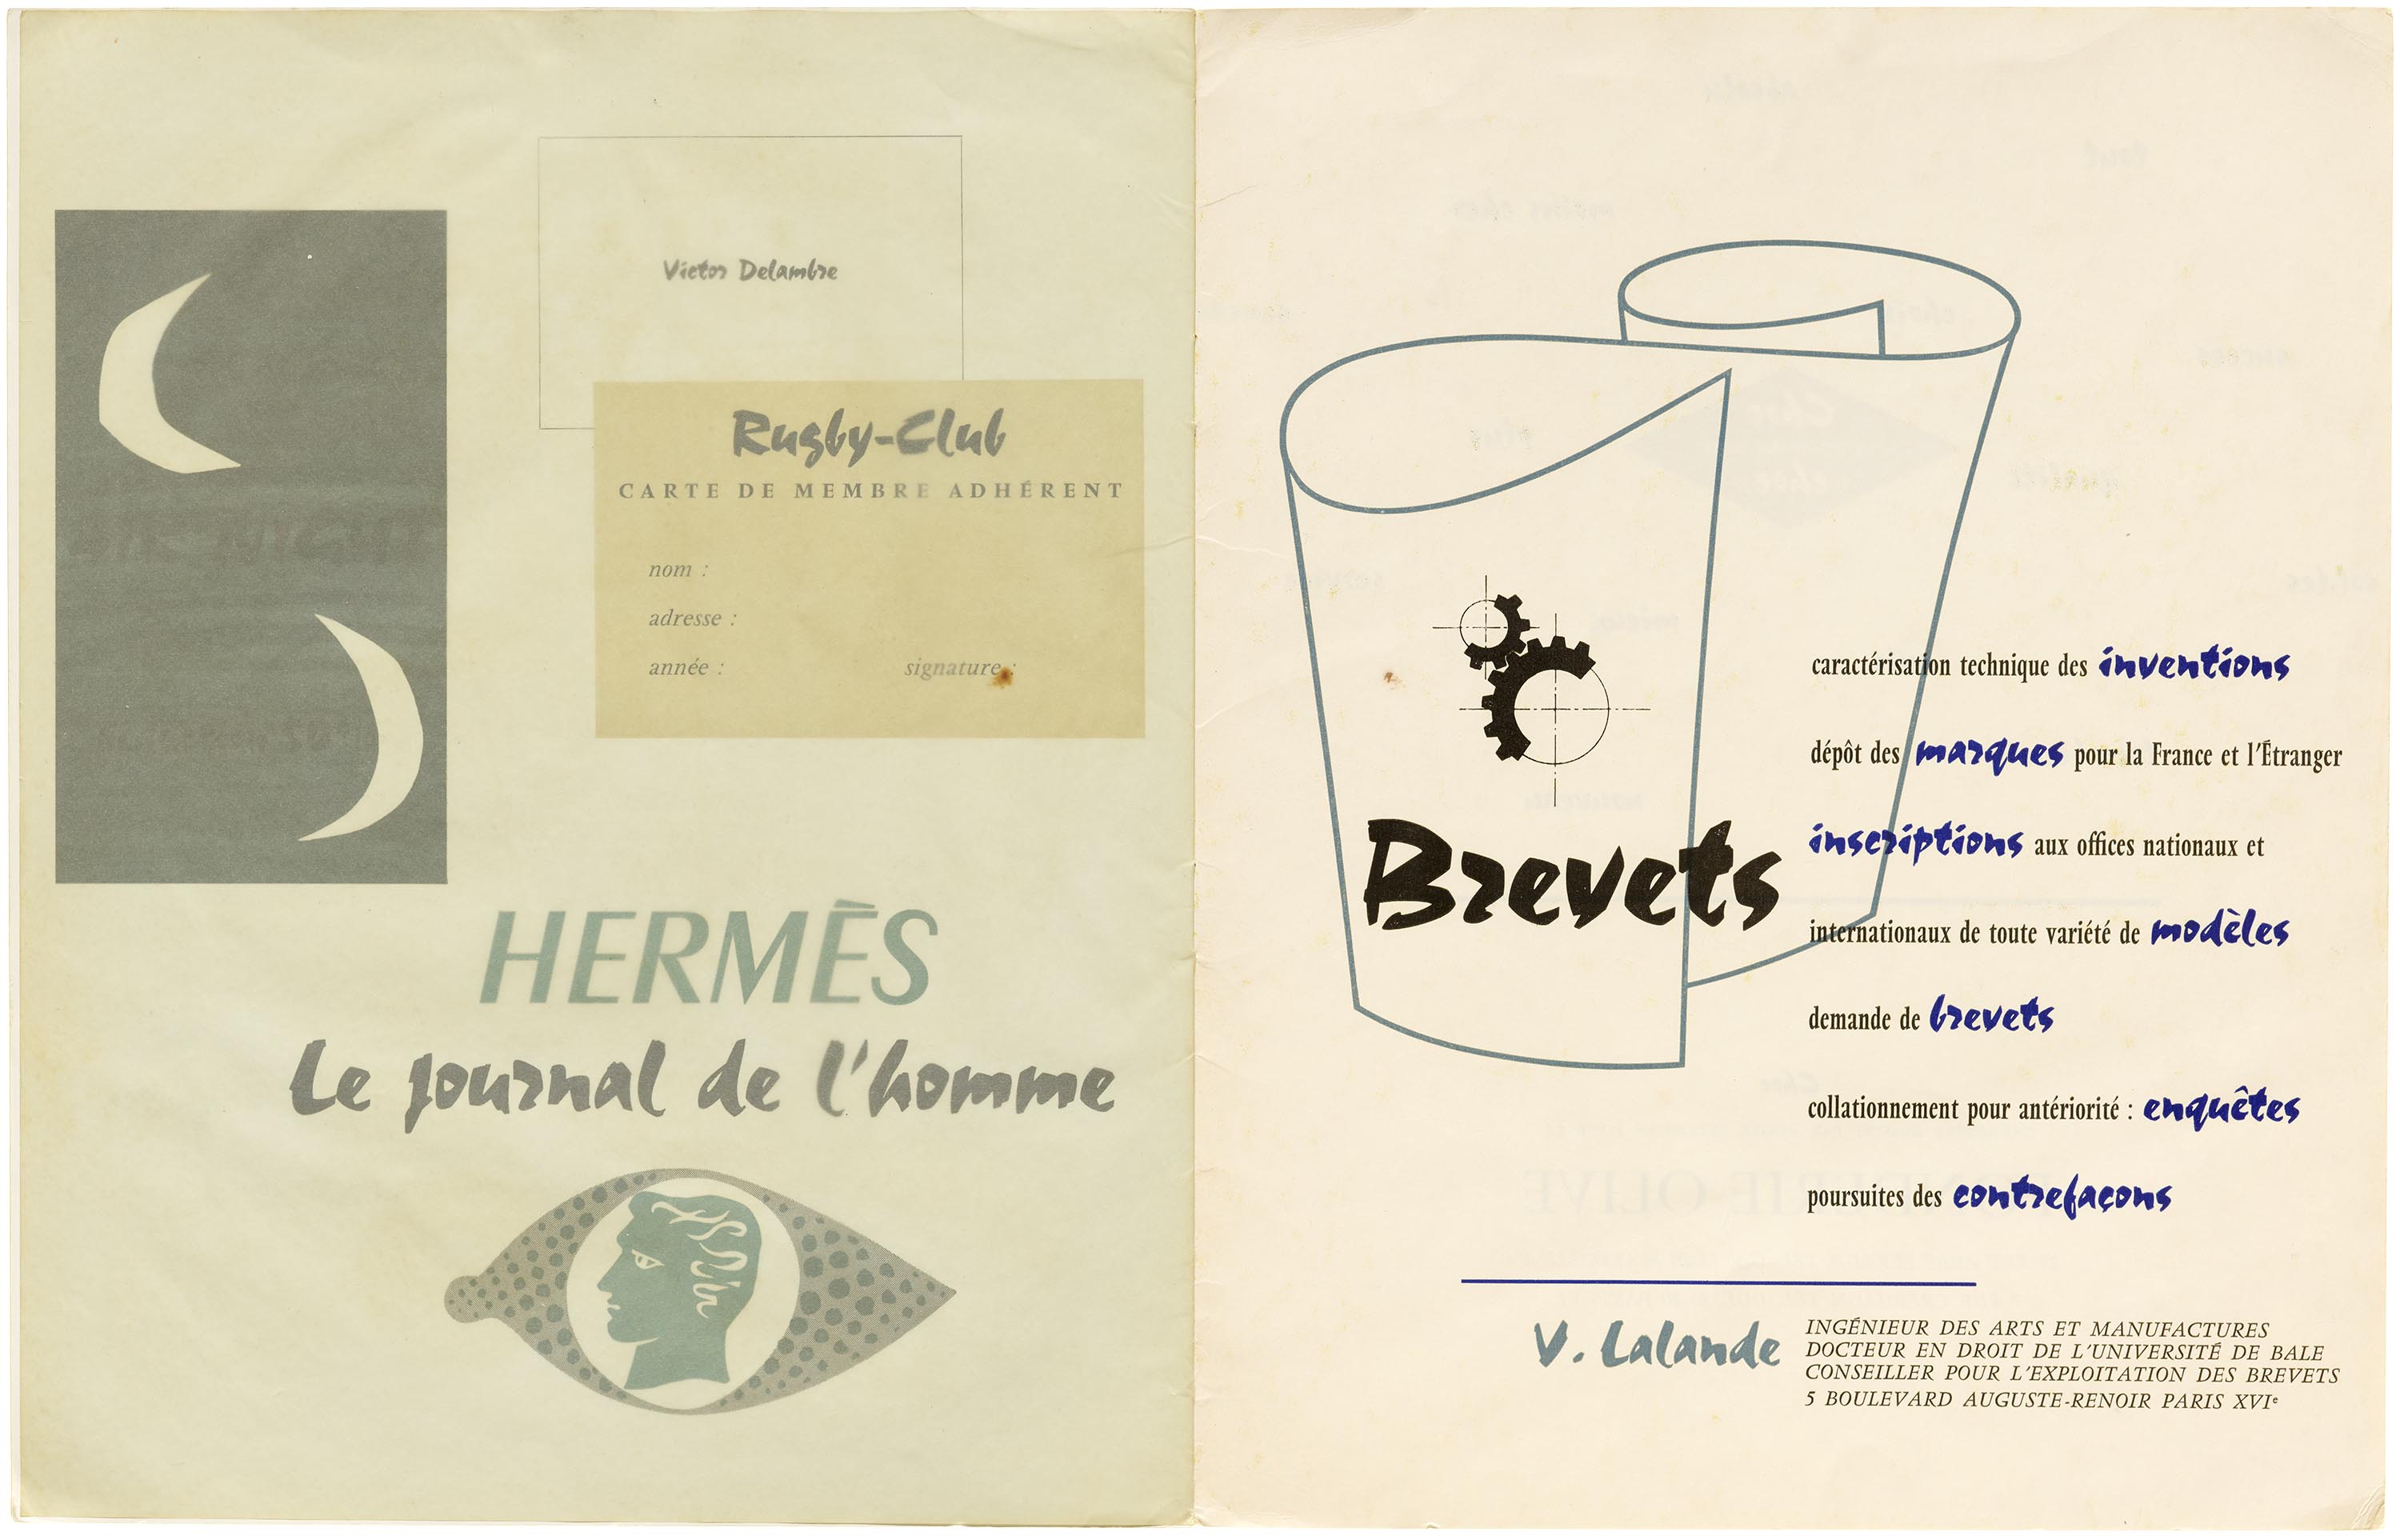 Victor Delambre
Rugby-Club
CARTE DE MEMBRE ADHÉRENT
nom :
adresse :
année :
signature :
HERMÈS
Le journal de l'homme
Brevets
caractérisation technique des inventions
dépôt des marques pour la France et l'Étranger
inscriptions aux offices nationaux et
internationaux de toute variété de modèles
demande de brevets
collationnement pour antériorité : enquêtes
poursuites des contrefaçons
V. Lalande
INGÉNIEUR DES ARTS ET MANUFACTURES
DOCTEUR EN DROIT DE L'UNIVERSITÉ DE BALE
CONSEILLER POUR L'EXPLOITATION DES BREVETS
5 BOULEVARD AUGUSTE-RENOIR PARIS XVIe